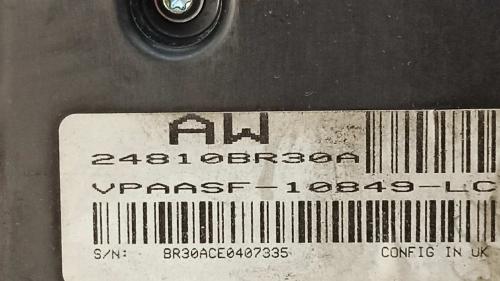 AW
24810BR30A
VPAASF-10849-LC
S/N: BR30ACE0407335 CONFIG IN UK